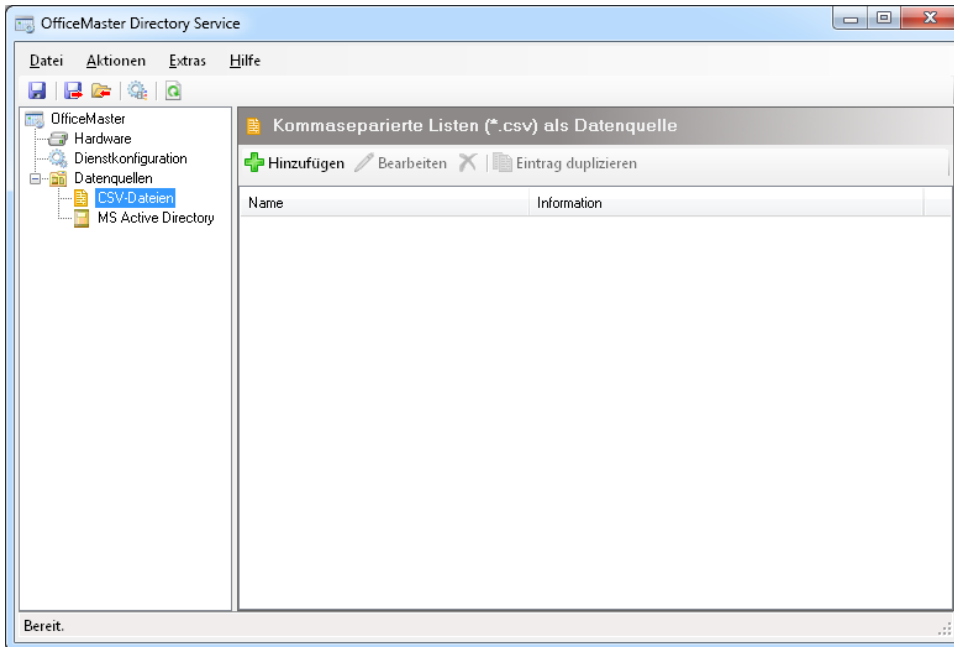 OfficeMaster Directory Service
Datei Aktionen Extras Hilfe
OfficeMaster
Hardware
Dienstkonfiguration
Datenquellen
CSV-Dateien
MS Active Directory
Kommaseparierte Listen (*.csv) als Datenquelle
Hinzufügen Bearbeiten Eintrag duplizieren
Name Information
Bereit.